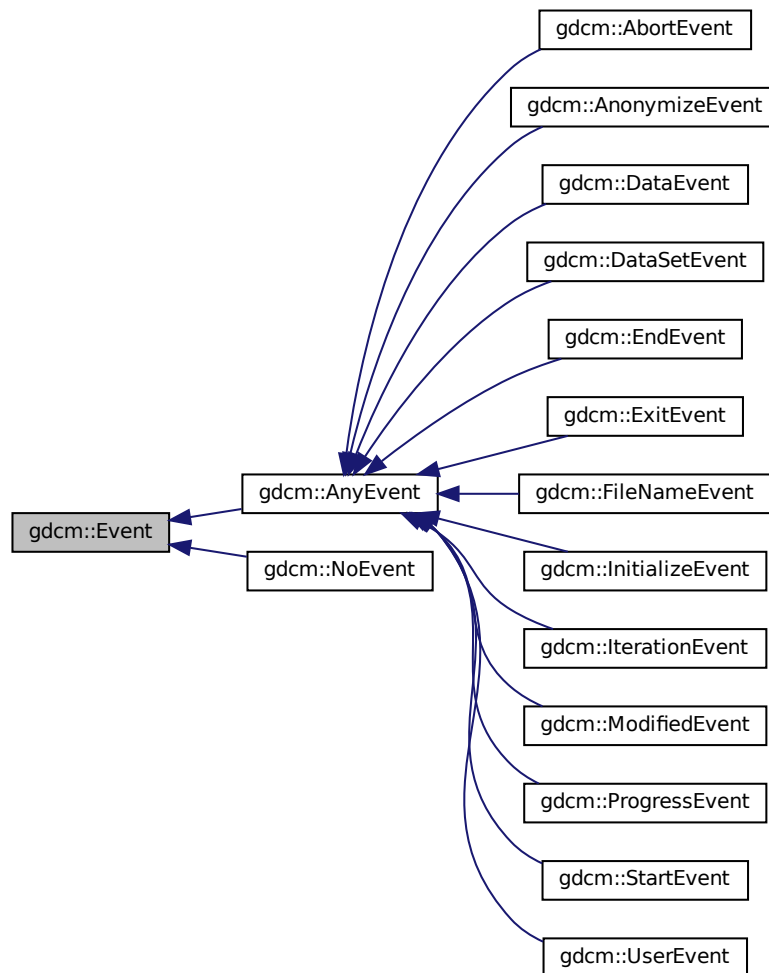 gdcm::AbortEvent
gdcm::AnonymizeEvent
gdcm::DataEvent
gdcm::DataSetEvent
gdcm::EndEvent
gdcm::ExitEvent
gdcm::AnyEvent
gdcm::FileNameEvent
gdcm::Event
gdcm::NoEvent
gdcm::InitializeEvent
gdcm::IterationEvent
gdcm::ModifiedEvent
gdcm::ProgressEvent
gdcm::StartEvent
gdcm::UserEvent